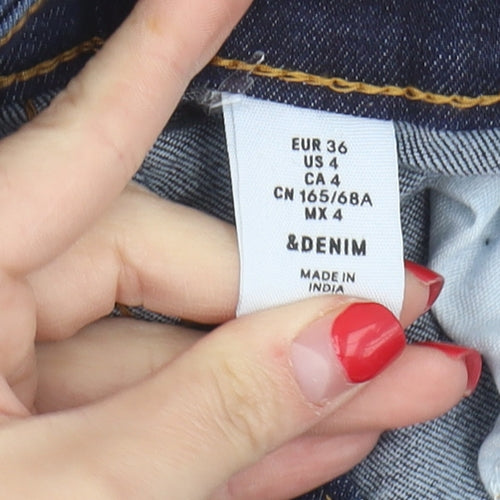 EUR 36
US 4
CA 4
CN 165/68A
MX 4
&DENIM
MADE IN
INDIA